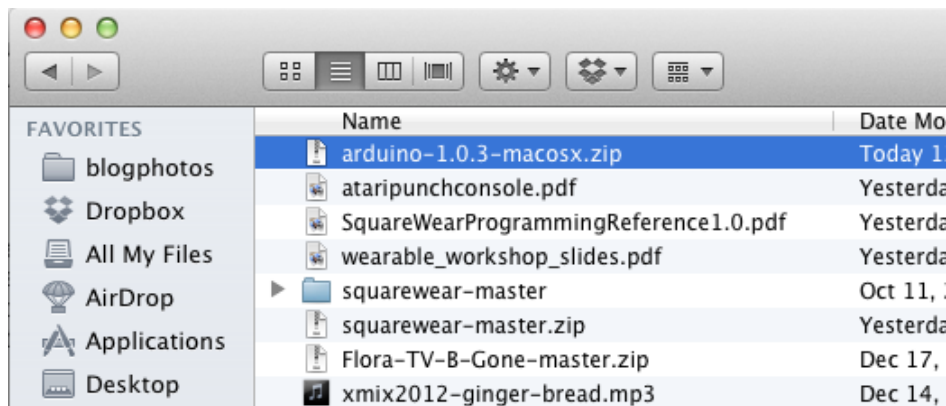 FAVORITES
blogphotos
Dropbox
All My Files
AirDrop
Applications
Desktop
Name Date Mo
arduino-1.0.3-macosx.zip Today 1
ataripunchconsole.pdf Yesterda
SquareWearProgrammingReference1.0.pdf Yesterda
wearable_workshop_slides.pdf Yesterda
squarewear-master Oct 11,
squarewear-master.zip Yesterda
Flora-TV-B-Gone-master.zip Dec 17,
xmix2012-ginger-bread.mp3 Dec 14,